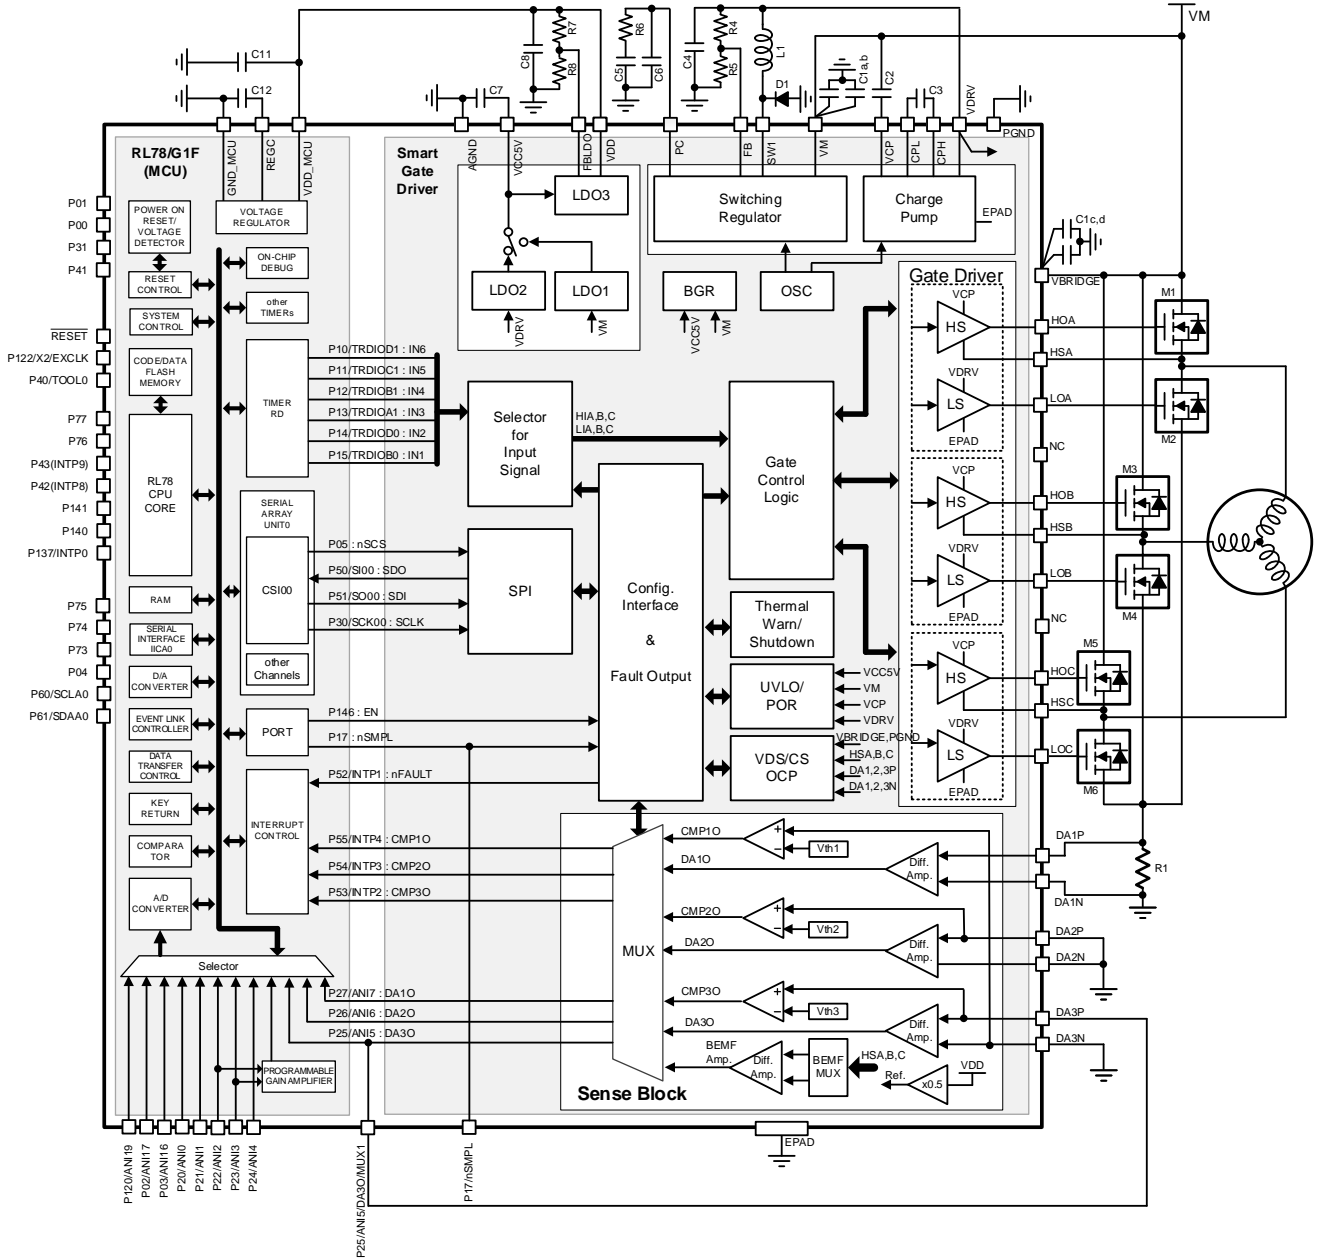 VM
C11
C12
C7
C8
R7
R8
C5
R6
C6
C4
R4
R5
L1
D1
C1a,b
C2
C3
VDRV
PGND
RL78/G1F
(MCU)
GND_MCU
REGC
VDD_MCU
Smart
Gate
Driver
AGND
VCC5V
FBLDO
VDD
PC
FB
SW1
VM
VCP
CPL
CPH
P01
P00
P31
P41
RESET
P122/X2/EXCLK
P40/TOOL0
P77
P76
P43(INTP9)
P42(INTP8)
P141
P140
P137/INTP0
P75
P74
P73
P04
P60/SCLA0
P61/SDAA0
POWER ON
RESET/
VOLTAGE
DETECTOR
RESET
CONTROL
SYSTEM
CONTROL
CODE/DATA
FLASH
MEMORY
RL78
CPU
CORE
RAM
SERIAL
INTERFACE
IICA0
D/A
CONVERTER
EVENT LINK
CONTROLLER
DATA
TRANSFER
CONTROL
KEY
RETURN
COMPARA
TOR
A/D
CONVERTER
Selector
VOLTAGE
REGULATOR
ON-CHIP
DEBUG
other
TIMERs
TIMER
RD
SERIAL
ARRAY
UNIT0
CSI00
other
Channels
PORT
INTERRUPT
CONTROL
PROGRAMMABLE
GAIN AMPLIFIER
LDO3
LDO2
LDO1
VDRV
VM
Switching
Regulator
Charge
Pump
EPAD
BGR
VCC5V
VM
OSC
P10/TRDIOD1 : IN6
P11/TRDIOC1 : IN5
P12/TRDIOB1 : IN4
P13/TRDIOA1 : IN3
P14/TRDIOD0 : IN2
P15/TRDIOB0 : IN1
P05 : nSCS
P50/SI00 : SDO
P51/SO00 : SDI
P30/SCK00 : SCLK
P146 : EN
P17 : nSMPL
P52/INTP1 : nFAULT
P55/INTP4 : CMP1O
P54/INTP3 : CMP2O
P53/INTP2 : CMP3O
P27/ANI7 : DA1O
P26/ANI6 : DA2O
P25/ANI5 : DA3O
Selector
for
Input
Signal
HIA,B,C
LIA,B,C
SPI
Config.
Interface
&
Fault Output
Gate
Control
Logic
Thermal
Warn/
Shutdown
UVLO/
POR
VCC5V
VM
VCP
VDRV
VDS/CS
OCP
VBRIDGE,PGND
HSA,B,C
DA1,2,3P
DA1,2,3N
Gate Driver
VCP
HS
VDRV
LS
EPAD
VCP
HS
VDRV
LS
EPAD
VCP
HS
VDRV
LS
EPAD
C1c,d
VBRIDGE
HOA
HSA
LOA
NC
HOB
HSB
LOB
NC
HOC
HSC
LOC
M1
M2
M3
M4
M5
M6
DA1P
DA1N
R1
DA2P
DA2N
DA3P
DA3N
MUX
CMP1O
DA1O
CMP2O
DA2O
CMP3O
DA3O
BEMF
Amp.
+
−
Vth1
Diff.
Amp.
+
−
Vth2
Diff.
Amp.
+
−
Vth3
Diff.
Amp.
Diff.
Amp.
BEMF
MUX
HSA,B,C
Ref.
x0.5
VDD
Sense Block
EPAD
P120/ANI19
P02/ANI17
P03/ANI16
P20/ANI0
P21/ANI1
P22/ANI2
P23/ANI3
P24/ANI4
P25/ANI5/DA3O/MUX1
P17/nSMPL